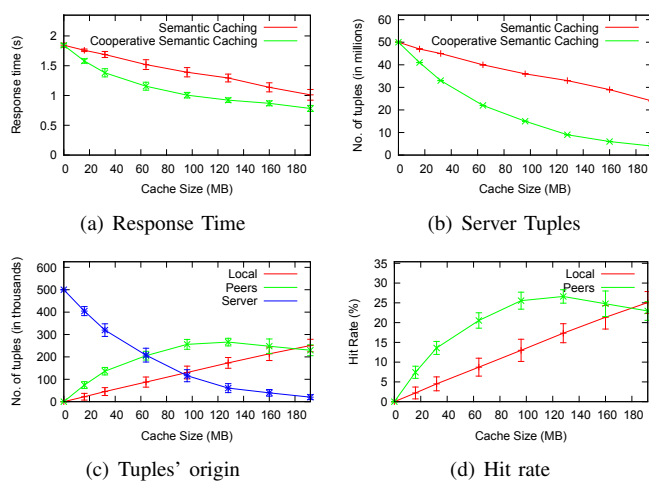 Semantic Caching
Cooperative Semantic Caching
2
1.5
1
0.5
0
Response time (s)
0 20 40 60 80 100 120 140 160 180
Cache Size (MB)
(a) Response Time
Semantic Caching
Cooperative Semantic Caching
60
50
40
30
20
10
0
No. of tuples (in millions)
0 20 40 60 80 100 120 140 160 180
Cache Size (MB)
(b) Server Tuples
Local
Peers
Server
600
500
400
300
200
100
0
No. of tuples (in thousands)
0 20 40 60 80 100 120 140 160 180
Cache Size (MB)
(c) Tuples' origin
Local
Peers
35
30
25
20
15
10
5
0
Hit Rate (%)
0 20 40 60 80 100 120 140 160 180
Cache Size (MB)
(d) Hit rate